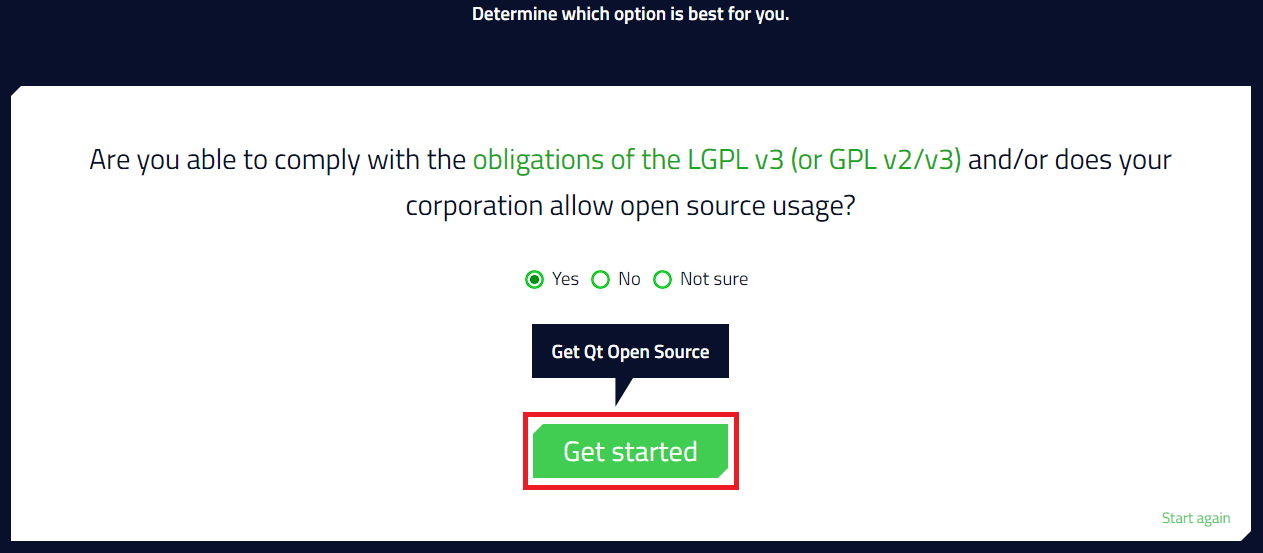 Determine which option is best for you.
Are you able to comply with the obligations of the LGPL v3 (or GPL v2/v3) and/or does your
corporation allow open source usage?
Yes No Not sure
Get Qt Open Source
Get started
Start again